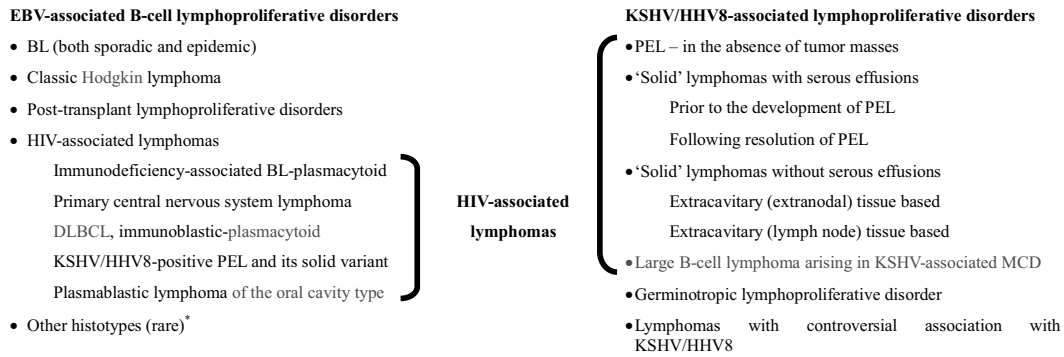 EBV-associated B-cell lymphoproliferative disorders
• BL (both sporadic and epidemic)
• Classic Hodgkin lymphoma
• Post-transplant lymphoproliferative disorders
• HIV-associated lymphomas
Immunodeficiency-associated BL-plasmacytoid
Primary central nervous system lymphoma
DLBCL, immunoblastic-plasmacytoid
KSHV/HHV8-positive PEL and its solid variant
Plasmablastic lymphoma of the oral cavity type
• Other histotypes (rare)*
HIV-associated
lymphomas
KSHV/HHV8-associated lymphoproliferative disorders
•PEL – in the absence of tumor masses
•‘Solid’ lymphomas with serous effusions
Prior to the development of PEL
Following resolution of PEL
•‘Solid’ lymphomas without serous effusions
Extracavitary (extranodal) tissue based
Extracavitary (lymph node) tissue based
•Large B-cell lymphoma arising in KSHV-associated MCD
•Germinotropic lymphoproliferative disorder
•Lymphomas with controversial association with
KSHV/HHV8